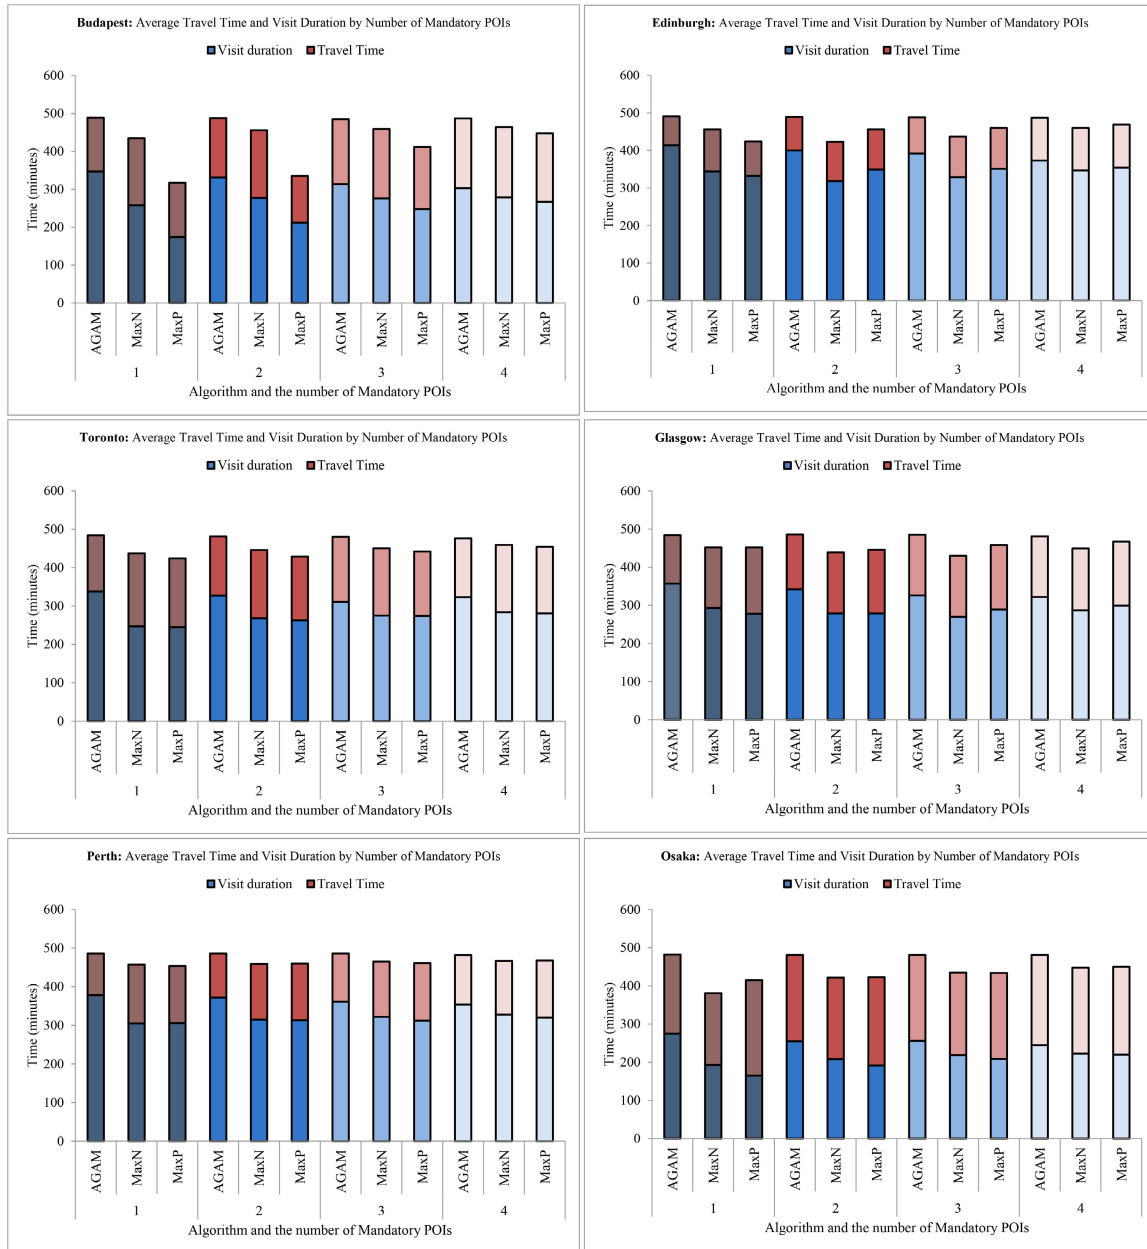 Budapest: Average Travel Time and Visit Duration by Number of Mandatory POIs
Visit duration Travel Time
Time (minutes)
600
500
400
300
200
100
0
AGAM MaxN MaxP AGAM MaxN MaxP AGAM MaxN MaxP AGAM MaxN MaxP
1 2 3 4
Algorithm and the number of Mandatory POIs
Edinburgh: Average Travel Time and Visit Duration by Number of Mandatory POIs
Visit duration Travel Time
Time (minutes)
600
500
400
300
200
100
0
AGAM MaxN MaxP AGAM MaxN MaxP AGAM MaxN MaxP AGAM MaxN MaxP
1 2 3 4
Algorithm and the number of Mandatory POIs
Toronto: Average Travel Time and Visit Duration by Number of Mandatory POIs
Visit duration Travel Time
Time (minutes)
600
500
400
300
200
100
0
AGAM MaxN MaxP AGAM MaxN MaxP AGAM MaxN MaxP AGAM MaxN MaxP
1 2 3 4
Algorithm and the number of Mandatory POIs
Glasgow: Average Travel Time and Visit Duration by Number of Mandatory POIs
Visit duration Travel Time
Time (minutes)
600
500
400
300
200
100
0
AGAM MaxN MaxP AGAM MaxN MaxP AGAM MaxN MaxP AGAM MaxN MaxP
1 2 3 4
Algorithm and the number of Mandatory POIs
Perth: Average Travel Time and Visit Duration by Number of Mandatory POIs
Visit duration Travel Time
Time (minutes)
600
500
400
300
200
100
0
AGAM MaxN MaxP AGAM MaxN MaxP AGAM MaxN MaxP AGAM MaxN MaxP
1 2 3 4
Algorithm and the number of Mandatory POIs
Osaka: Average Travel Time and Visit Duration by Number of Mandatory POIs
Visit duration Travel Time
Time (minutes)
600
500
400
300
200
100
0
AGAM MaxN MaxP AGAM MaxN MaxP AGAM MaxN MaxP AGAM MaxN MaxP
1 2 3 4
Algorithm and the number of Mandatory POIs